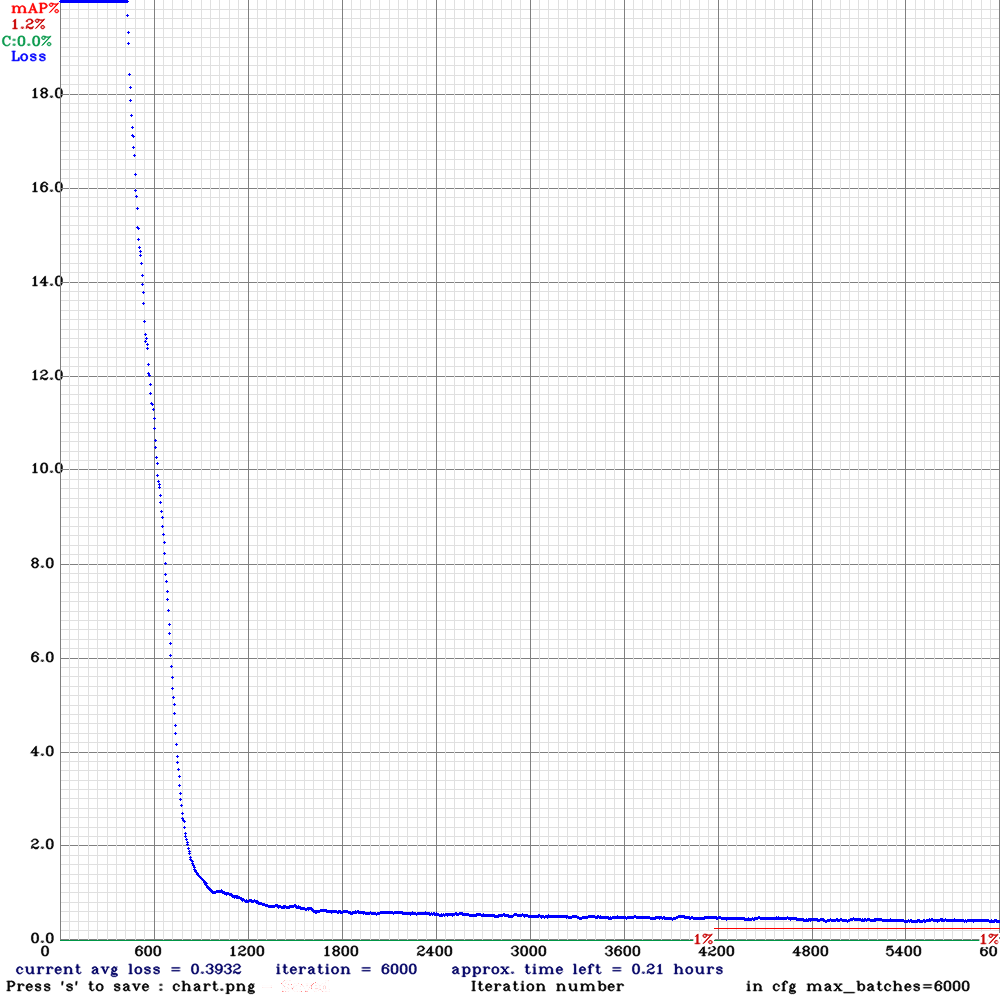 mAP%
1.2%
C:0.0%
Loss
18.0
16.0
14.0
12.0
10.0
8.0
6.0
4.0
2.0
0.0
1% 1%
0 600 1200 1800 2400 3000 3600 4200 4800 5400 60
current avg loss = 0.3932 iteration = 6000 approx. time left = 0.21 hours
Press 's' to save : chart.png - Iteration number in cfg max_batches=6000